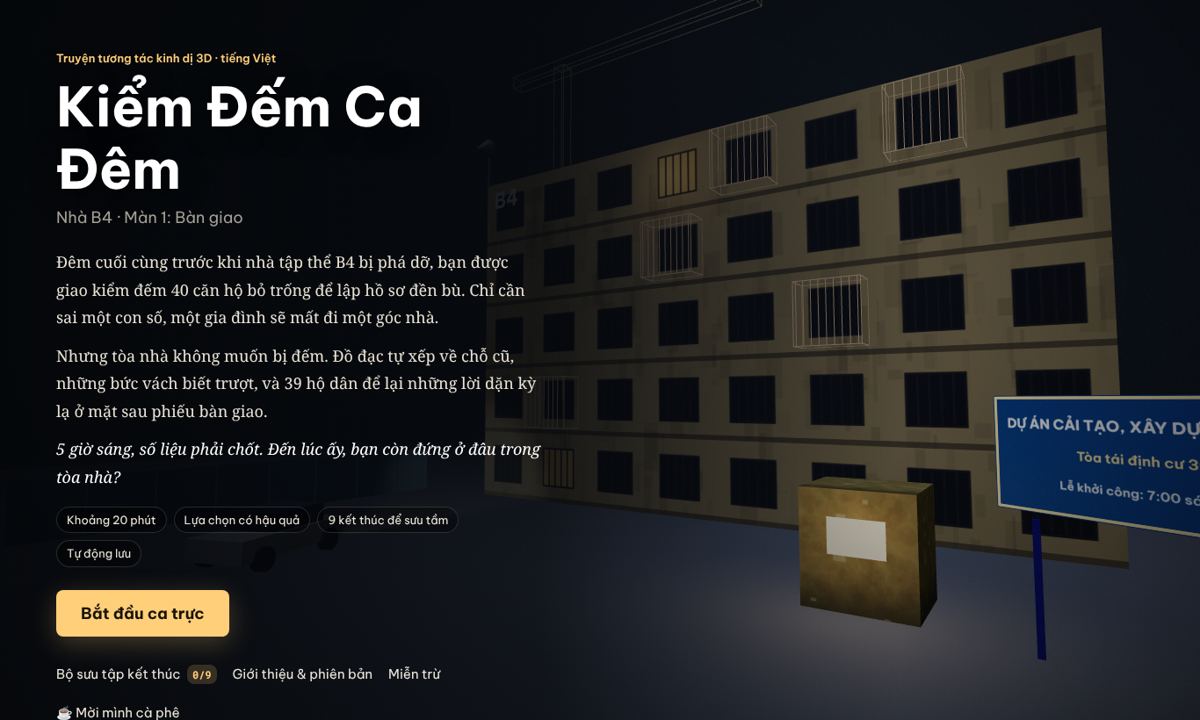 Truyện tương tác kinh dị 3D · tiếng Việt
Kiểm Đếm Ca
Đêm
Nhà B4 · Màn 1: Bàn giao
Đêm cuối cùng trước khi nhà tập thể B4 bị phá dỡ, bạn được
giao kiểm đếm 40 căn hộ bỏ trống để lập hồ sơ đền bù. Chỉ cần
sai một con số, một gia đình sẽ mất đi một góc nhà.
Nhưng tòa nhà không muốn bị đếm. Đồ đạc tự xếp về chỗ cũ,
những bức vách biết trượt, và 39 hộ dân để lại những lời dặn kỳ
lạ ở mặt sau phiếu bàn giao.
5 giờ sáng, số liệu phải chốt. Đến lúc ấy, bạn còn đứng ở đâu trong
tòa nhà?
Khoảng 20 phút
Lựa chọn có hậu quả
9 kết thúc để sưu tầm
Tự động lưu
Bắt đầu ca trực
Bộ sưu tập kết thúc 0/9 Giới thiệu & phiên bản Miễn trừ
☕ Mời mình cà phê
B4
DỰ ÁN CẢI TẠO, XÂY DỰ
Tòa tái định cư 3
Lễ khởi công: 7:00 sá